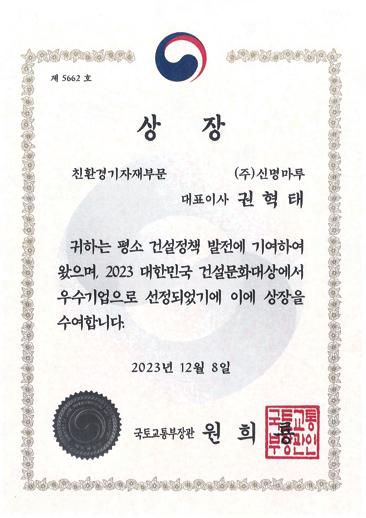 제 5662 호
상 장
친환경기자재부문 (주)신명마루
대표이사 권혁태
귀하는 평소 건설정책 발전에 기여하여
왔으며, 2023 대한민국 건설문화대상에서
우수기업으로 선정되었기에 이에 상장을
수여합니다.
2023년 12월 8일
국토교통부장관 원희룡
국토교통
부장관인